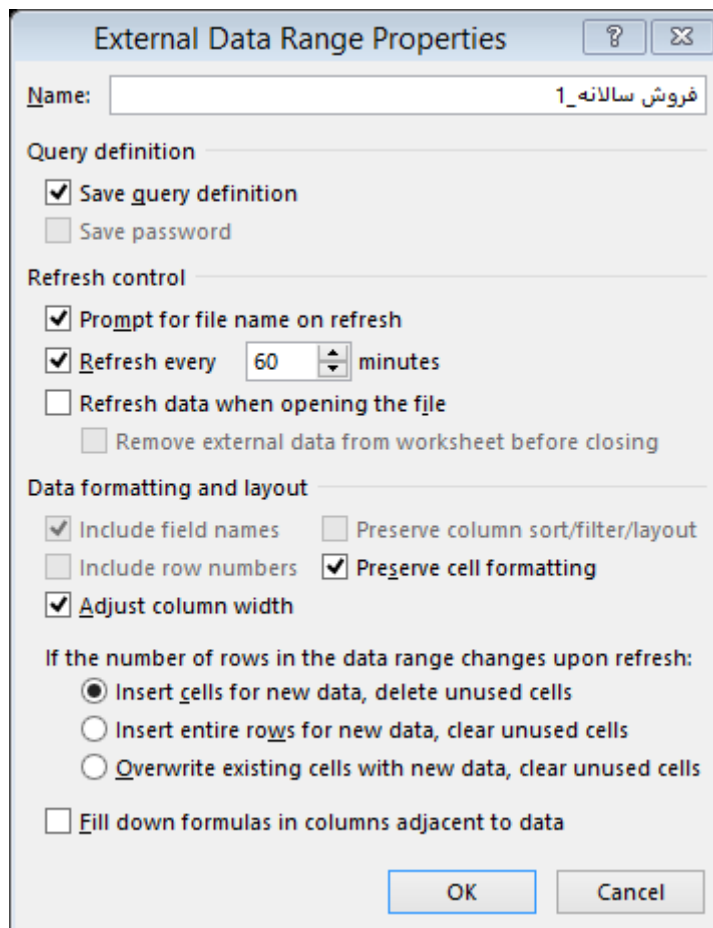 External Data Range Properties ?
Name: فروش سالانه_1
Query definition
Save query definition
Save password
Refresh control
Prompt for file name on refresh
Refresh every 60 minutes
Refresh data when opening the file
Remove external data from worksheet before closing
Data formatting and layout
Include field names Preserve column sort/filter/layout
Include row numbers Preserve cell formatting
Adjust column width
If the number of rows in the data range changes upon refresh:
Insert cells for new data, delete unused cells
Insert entire rows for new data, clear unused cells
Overwrite existing cells with new data, clear unused cells
Fill down formulas in columns adjacent to data
OK Cancel